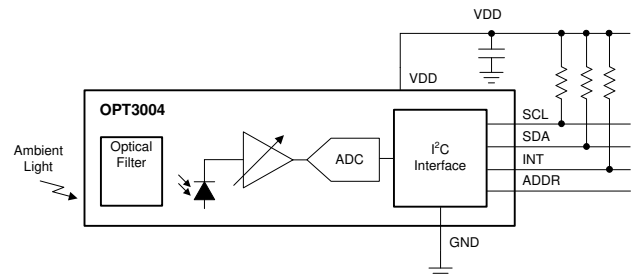 VDD
VDD
OPT3004
Ambient
Light
Optical
Filter
ADC
I²C
Interface
SCL
SDA
INT
ADDR
GND